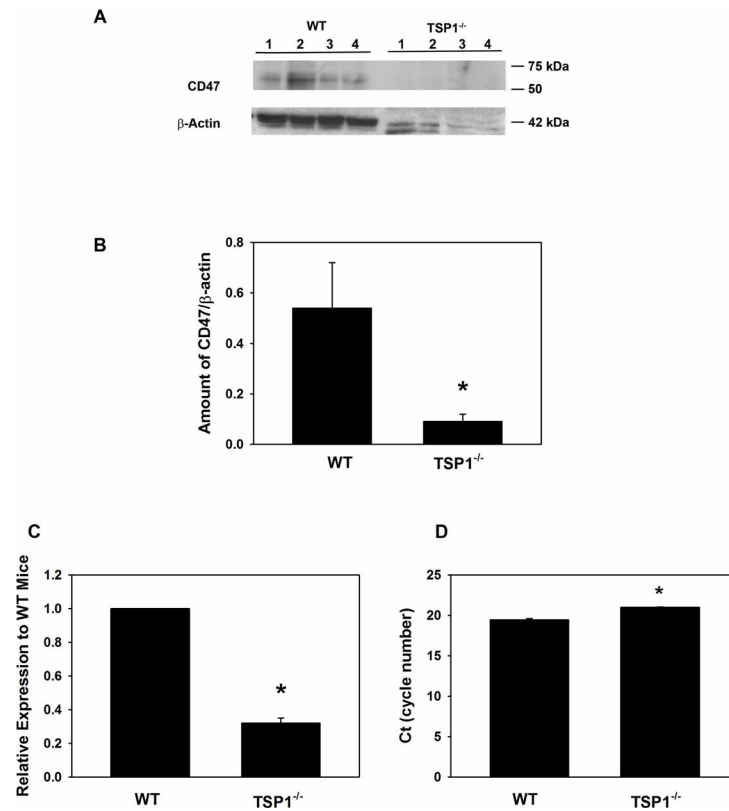 A
WT TSP1-/-
1 2 3 4 1 2 3 4
75 kDa
CD47
50
β-Actin
42 kDa
B
Amount of CD47/β-actin
0.8
0.6
0.4
0.2
0.0
*
WT TSP1-/-
C
Relative Expression to WT Mice
1.2
1.0
0.8
0.6
0.4
0.2
0.0
*
WT TSP1-/-
D
Ct (cycle number)
25
20
15
10
5
0
*
WT TSP1-/-